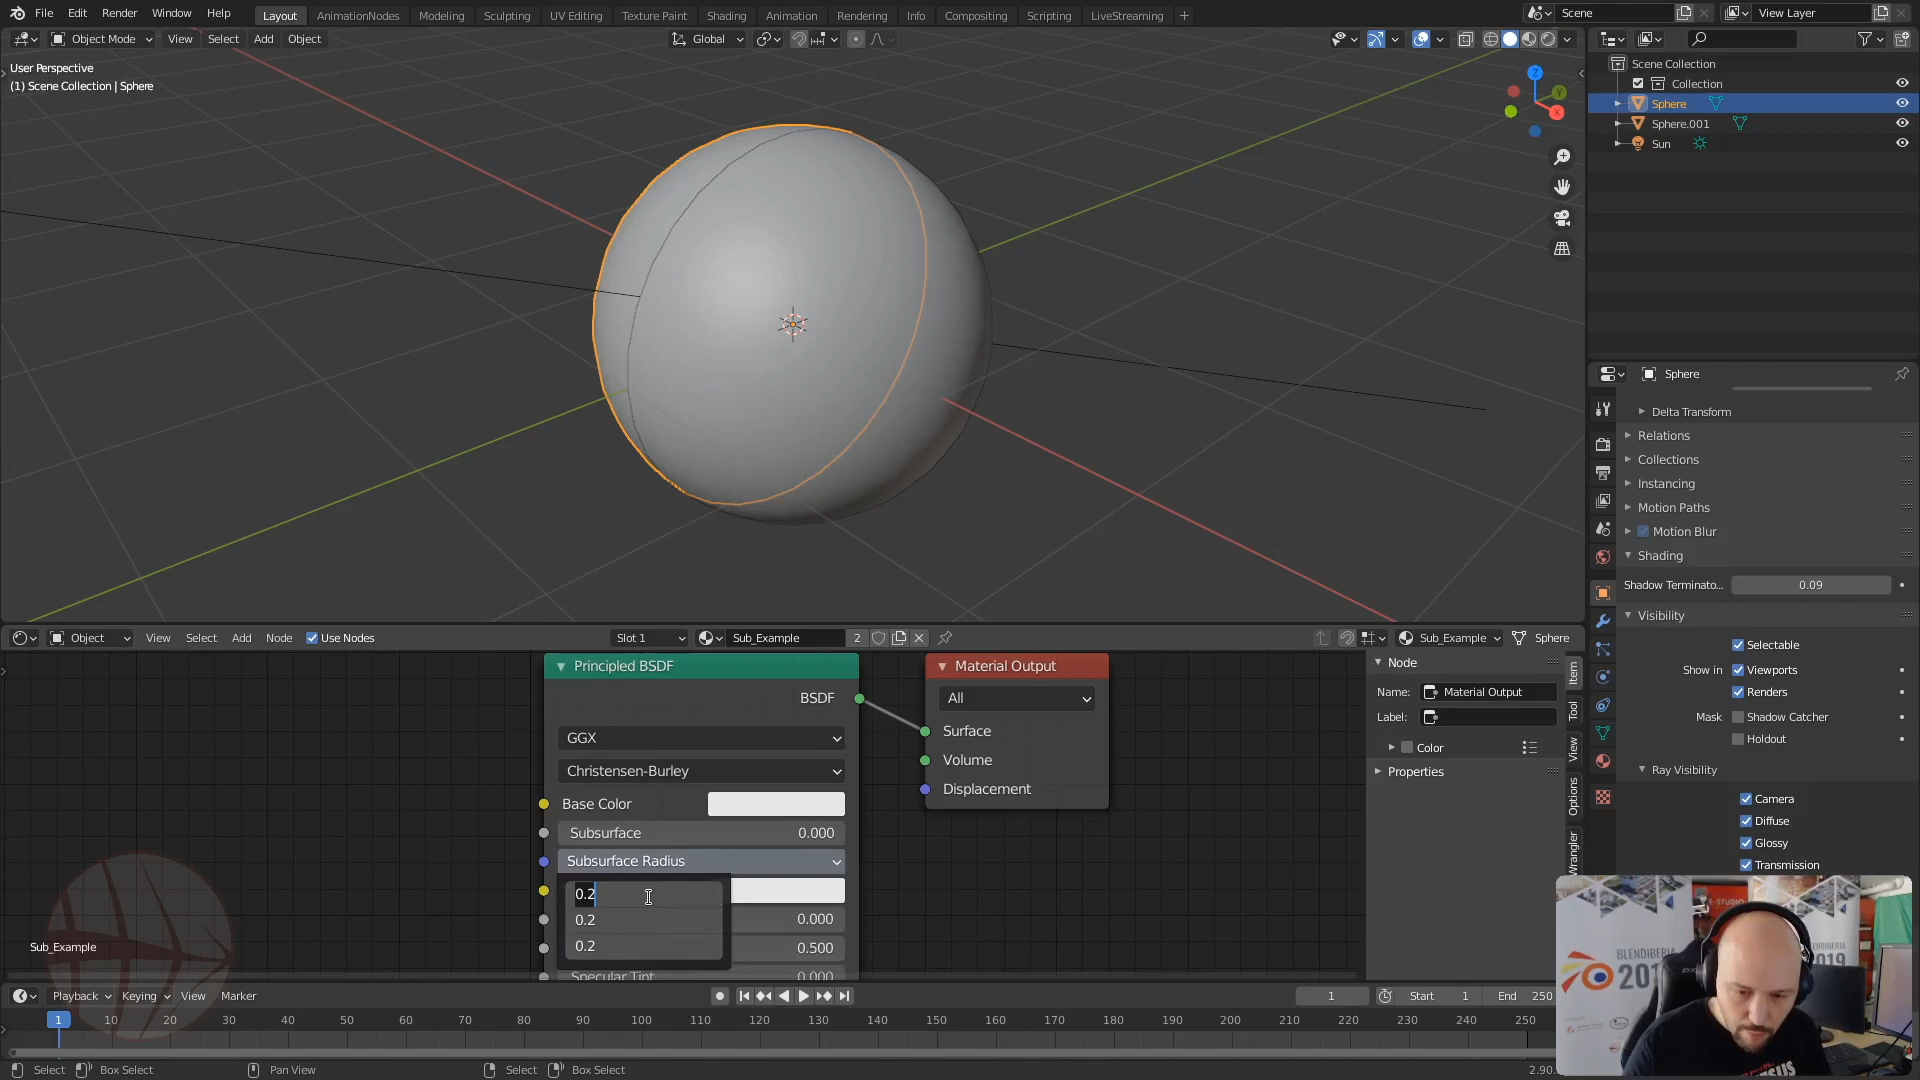 File Edit Render Window Help Layout AnimationNodes Modeling Sculpting UV Editing Texture Paint Shading Animation Rendering Info Compositing Scripting LiveStreaming Scene View Layer
Object Mode View Select Add Object Global
User Perspective
(1) Scene Collection | Sphere
Z
Y
X
Scene Collection
Collection
Sphere
Sphere.001
Sun
Sphere
Delta Transform
Relations
Collections
Instancing
Motion Paths
Motion Blur
Shading
Shadow Terminato... 0.09
Visibility
Selectable
Show in Viewports
Renders
Mask Shadow Catcher
Holdout
Ray Visibility
Camera
Diffuse
Glossy
Transmission
Object View Select Add Node Use Nodes Slot 1 Sub_Example 2 Sub_Example Sphere
Principled BSDF
BSDF
GGX
Christensen-Burley
Base Color
Subsurface 0.000
Subsurface Radius
0.2
0.2 0.000
0.2 0.500
Specular Tint 0.000
Material Output
All
Surface
Volume
Displacement
Node
Name: Material Output
Label:
Color
Properties
Item
Tool
View
Options
Wrangler
Sub_Example
Playback Keying View Marker 1 Start 1 End 250
1 10 20 30 40 50 60 70 80 90 100 110 120 130 140 150 160 170 180 190 200 210 220 230 240 250
Select Box Select Pan View Select Box Select 2.90.
BLENDIBERIA